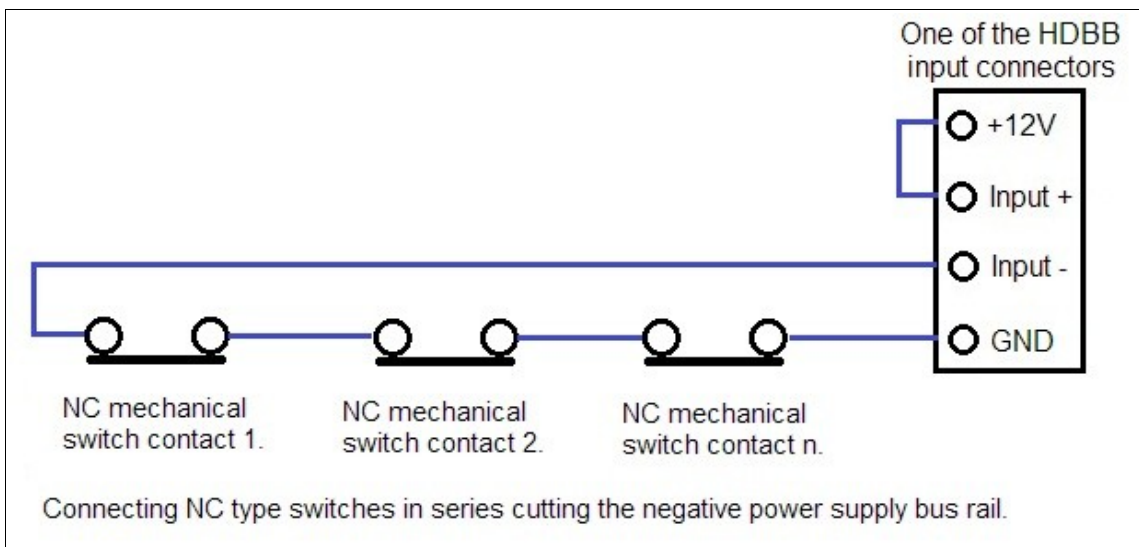 One of the HDBB
input connectors
+12V
Input +
Input -
GND
NC mechanical
switch contact 1.
NC mechanical
switch contact 2.
NC mechanical
switch contact n.
Connecting NC type switches in series cutting the negative power supply bus rail.